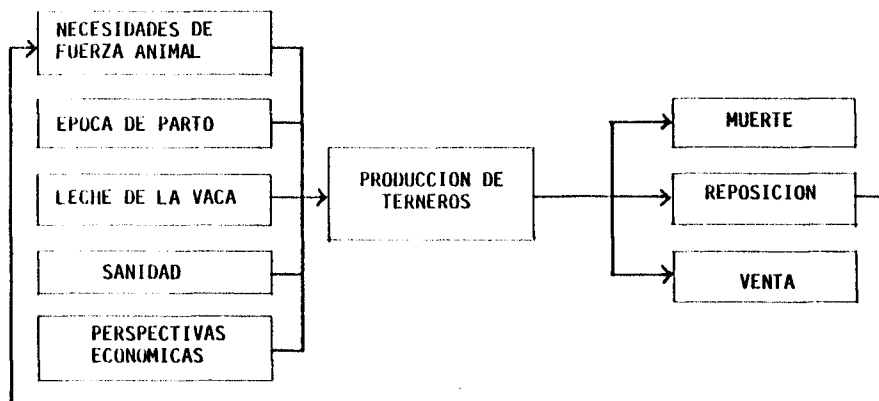 NECESIDADES DE
FUERZA ANIMAL
EPOCA DE PARTO
LECHE DE LA VACA
SANIDAD
PERSPECTIVAS
ECONOMICAS
PRODUCCION DE
TERNEROS
MUERTE
REPOSICION
VENTA